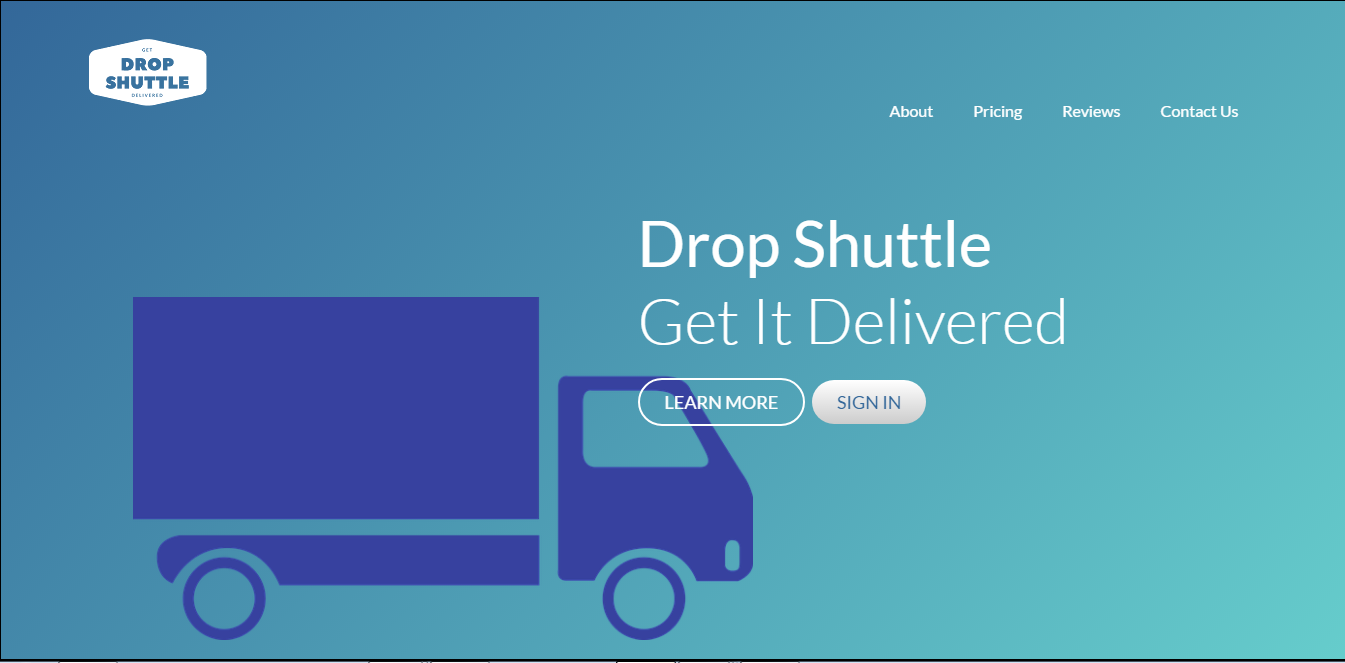 GET
DROP
SHUTTLE
DELIVERED
About Pricing Reviews Contact Us
Drop Shuttle
Get It Delivered
LEARN MORE SIGN IN